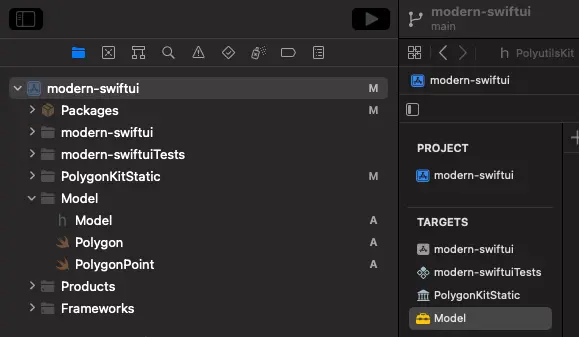 modern-swiftui
main
PolyutilsKit
modern-swiftui M
modern-swiftui
Packages M
modern-swiftui
modern-swiftuiTests
PolygonKitStatic M
Model
h Model A
Polygon A
PolygonPoint A
Products
Frameworks
PROJECT
modern-swiftui
TARGETS
modern-swiftui
modern-swiftuiTests
PolygonKitStatic
Model